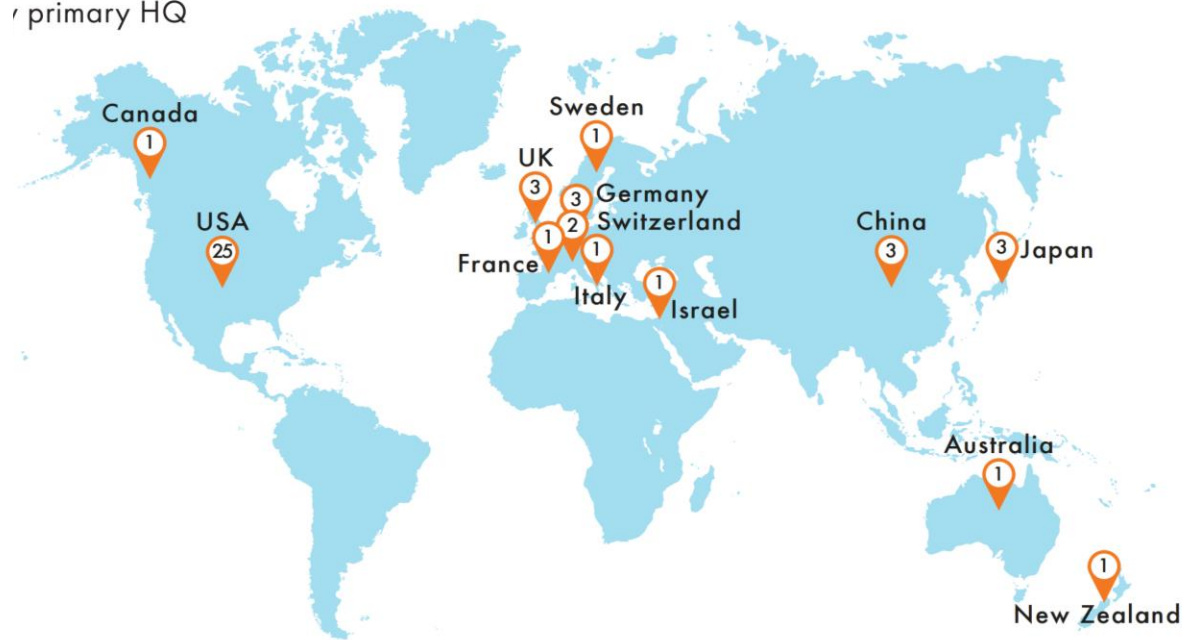 primary HQ
Canada
1
Sweden
1
UK
3
3
Germany
USA
25
2
Switzerland
1
France
1
Italy
1
Israel
China
3
3
Japan
Australia
1
1
New Zealand